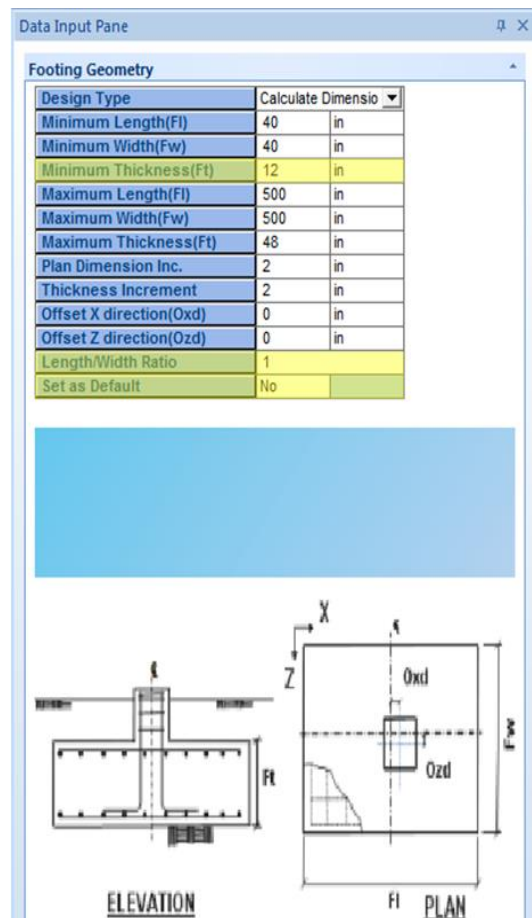 Data Input Pane
Footing Geometry
Design Type Calculate Dimensio
Minimum Length(Fl) 40 in
Minimum Width(Fw) 40 in
Minimum Thickness(Ft) 12 in
Maximum Length(Fl) 500 in
Maximum Width(Fw) 500 in
Maximum Thickness(Ft) 48 in
Plan Dimension Inc. 2 in
Thickness Increment 2 in
Offset X direction(Oxd) 0 in
Offset Z direction(Ozd) 0 in
Length/Width Ratio 1
Set as Default No
X
Z
Oxd
Fw
Ozd
Ft
ELEVATION
Fl PLAN